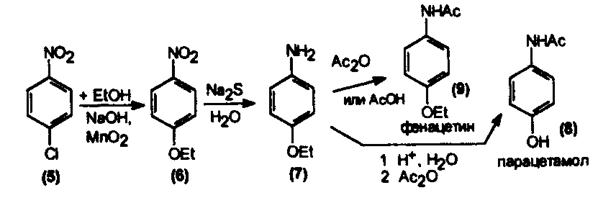 NO₂
Cl
(5)
+ EtOH
NaOH,
MnO₂
NO₂
OEt
(6)
Na₂S
H₂O
NH₂
OEt
(7)
Ac₂O
или AcOH
NHAc
OEt
(9)
фенацетин
1 H⁺, H₂O
2 Ac₂O
NHAc
OH
(8)
парацетамол